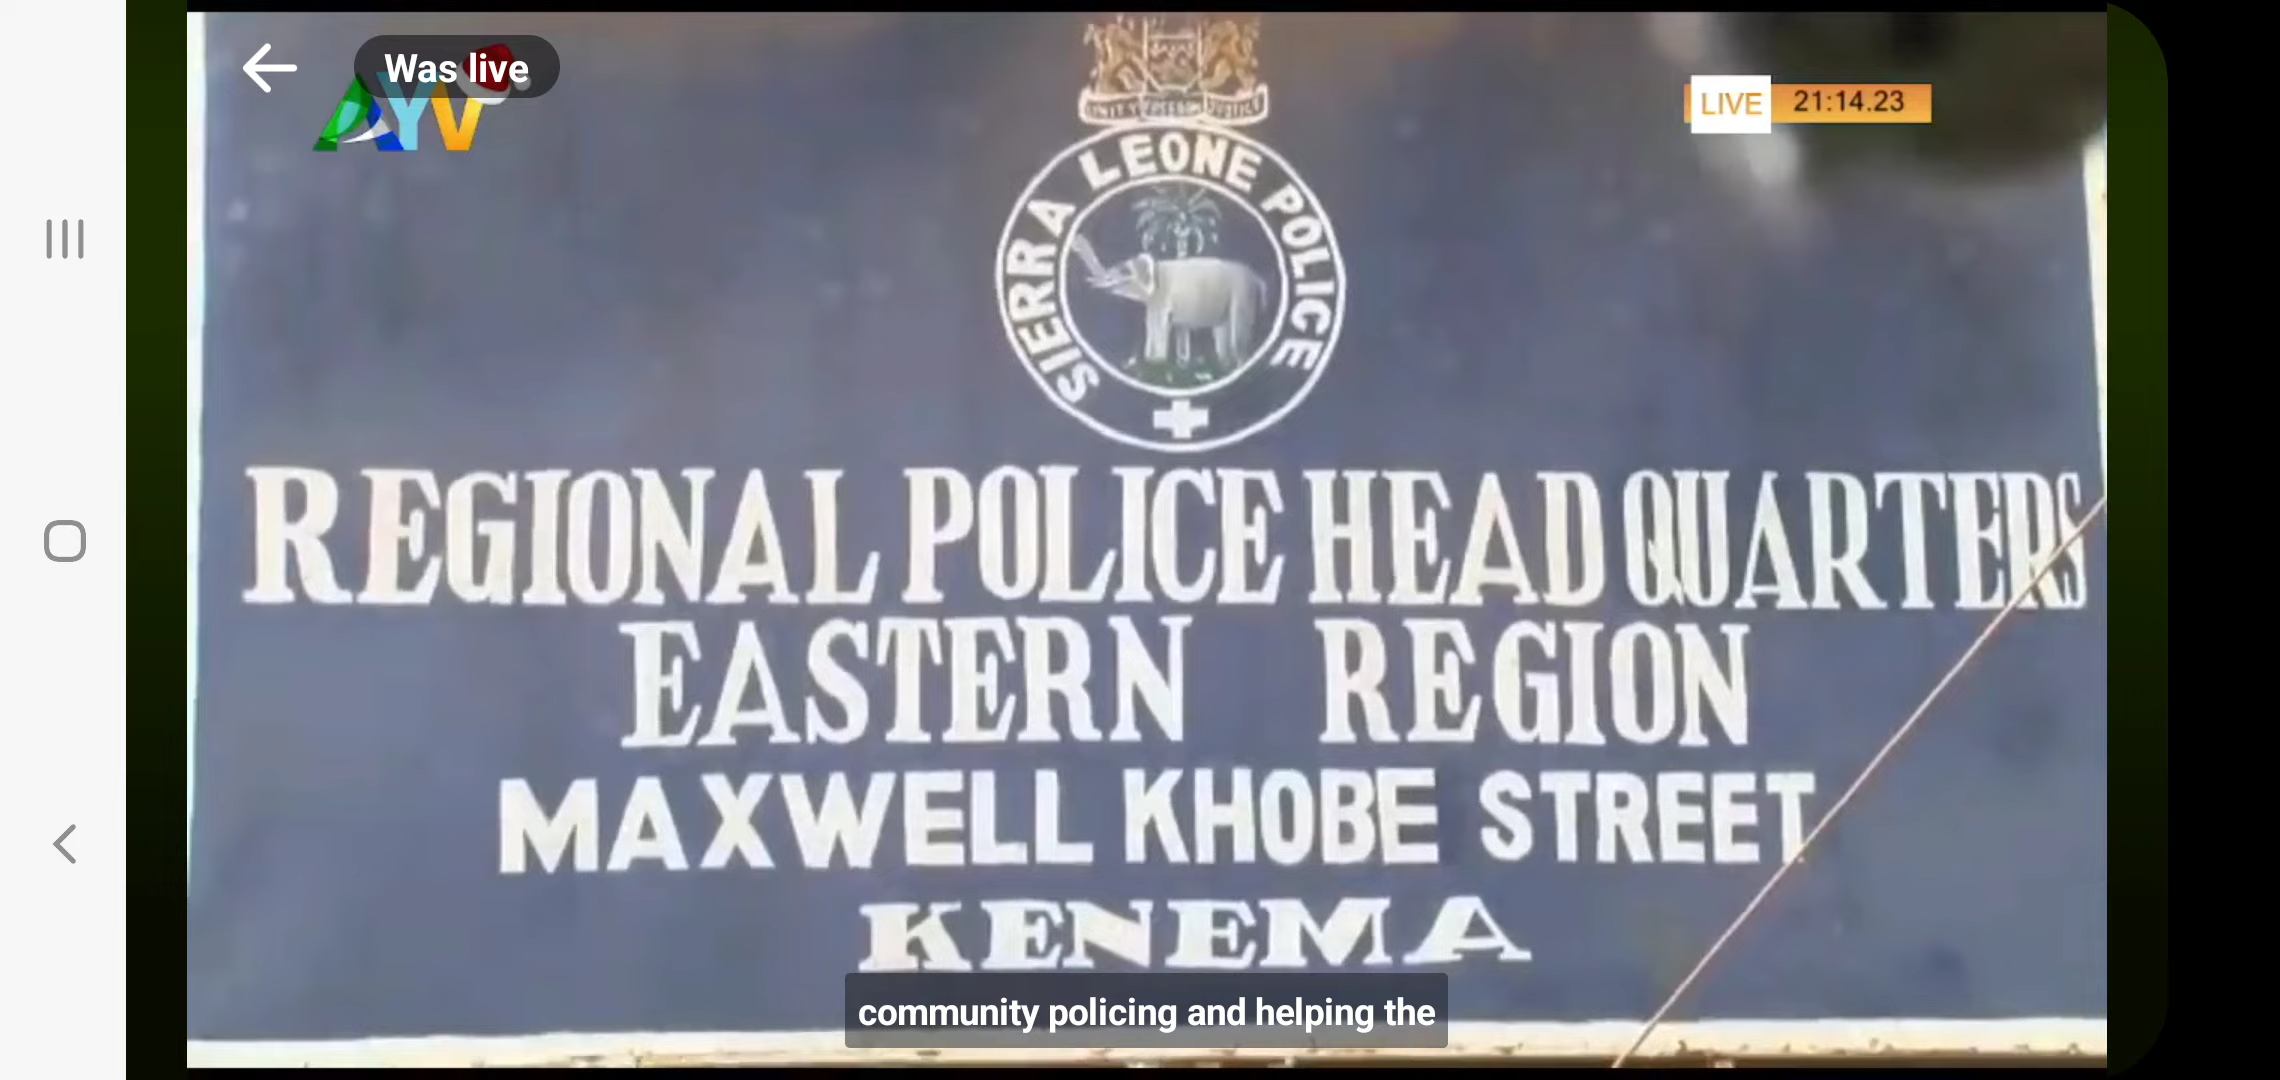 Was live
AYV
LIVE 21:14.23
SIERRA LEONE POLICE
REGIONAL POLICE HEAD QUARTERS
EASTERN REGION
MAXWELL KHOBE STREET
KENEMA
community policing and helping the